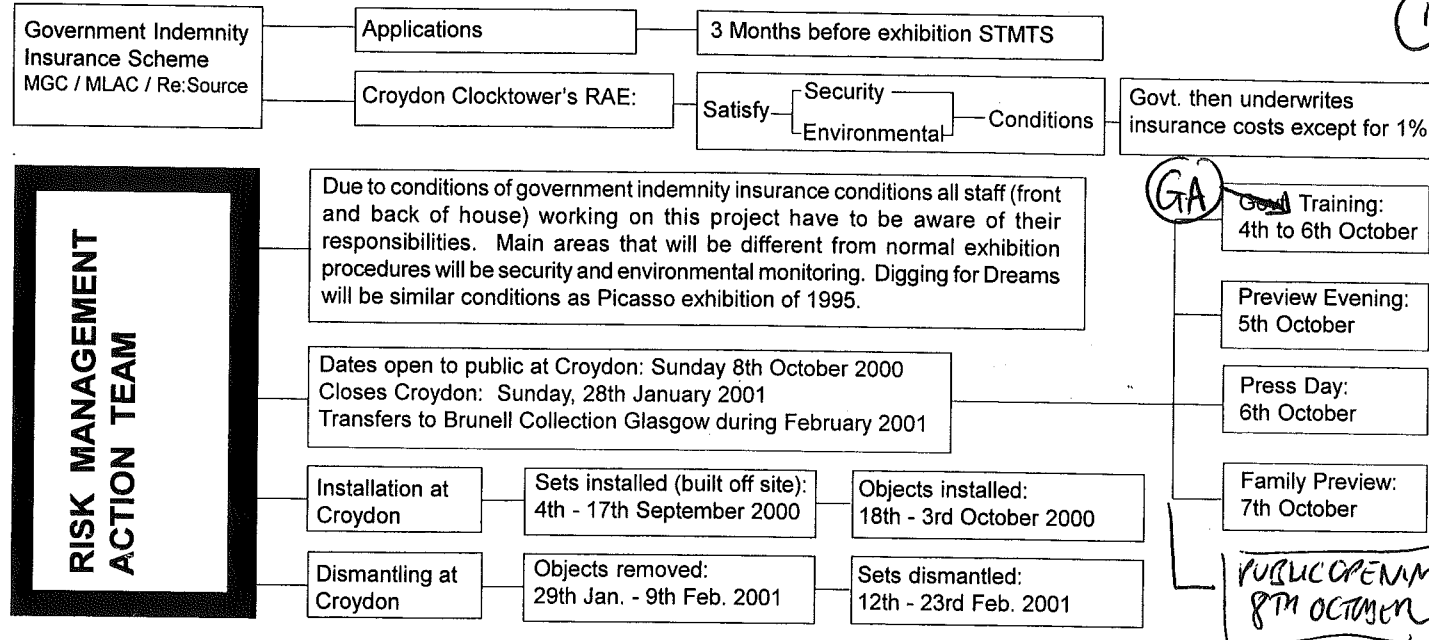 Government Indemnity
Insurance Scheme
MGC / MLAC / Re:Source
Applications
3 Months before exhibition STMTS
Croydon Clocktower's RAE:
Satisfy
Security
Environmental
Conditions
Govt. then underwrites
insurance costs except for 1%
RISK MANAGEMENT
ACTION TEAM
Due to conditions of government indemnity insurance conditions all staff (front
and back of house) working on this project have to be aware of their
responsibilities. Main areas that will be different from normal exhibition
procedures will be security and environmental monitoring. Digging for Dreams
will be similar conditions as Picasso exhibition of 1995.
Dates open to public at Croydon: Sunday 8th October 2000
Closes Croydon: Sunday, 28th January 2001
Transfers to Brunell Collection Glasgow during February 2001
Installation at
Croydon
Sets installed (built off site):
4th - 17th September 2000
Objects installed:
18th - 3rd October 2000
Dismantling at
Croydon
Objects removed:
29th Jan. - 9th Feb. 2001
Sets dismantled:
12th - 23rd Feb. 2001
GA
Training:
4th to 6th October
Preview Evening:
5th October
Press Day:
6th October
Family Preview:
7th October
PUBLIC OPENIN
8TH OCTOBER